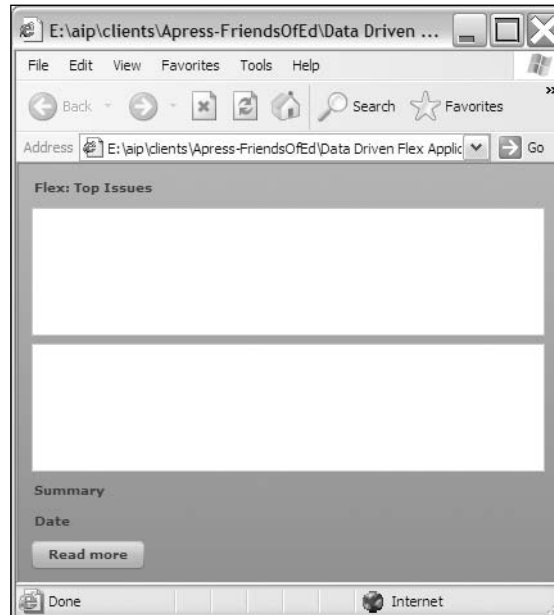 E:\aip\clients\Apress-FriendsOfEd\Data Driven ...
File Edit View Favorites Tools Help
Back Search Favorites »
Address E:\aip\clients\Apress-FriendsOfEd\Data Driven Flex Applic Go
Flex: Top Issues
Summary
Date
Read more
Done Internet